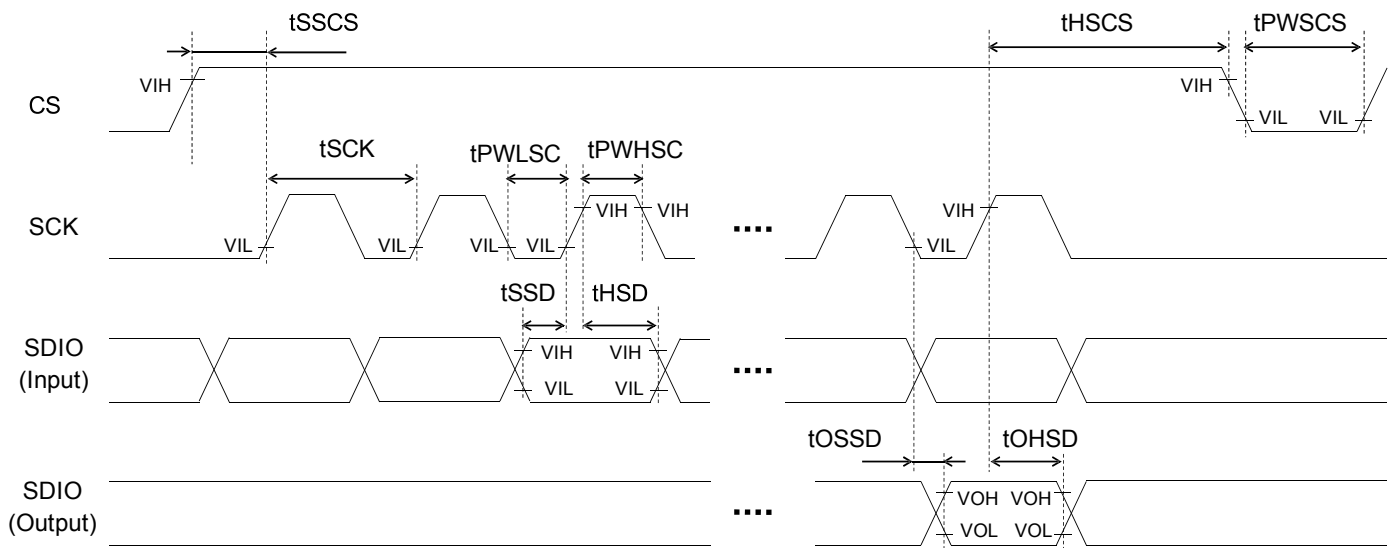 tSSCS tHSCS tPWSCS
VIH VIH
CS
VIL VIL
tSCK tPWLSC tPWHSC
VIH VIH VIH
SCK
VIL VIL VIL VIL VIL
....
tSSD tHSD
SDIO
(Input)
VIH VIH
VIL VIL
....
tOSSD tOHSD
SDIO
(Output)
VOH VOH
VOL VOL
....